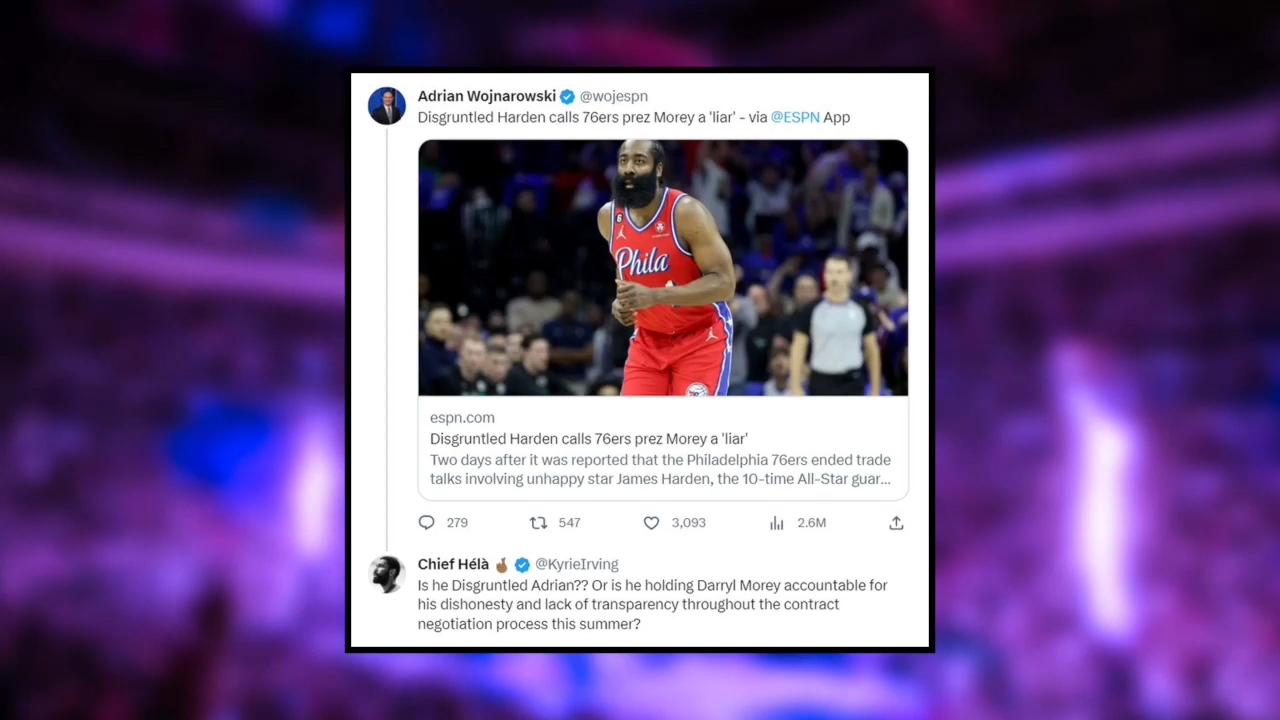 Adrian Wojnarowski @wojespn
Disgruntled Harden calls 76ers prez Morey a 'liar' - via @ESPN App
6
Phila
espn.com
Disgruntled Harden calls 76ers prez Morey a 'liar'
Two days after it was reported that the Philadelphia 76ers ended trade
talks involving unhappy star James Harden, the 10-time All-Star guar...
279 547 3,093 2.6M
Chief Hélà 🤞🏾 @KyrieIrving
Is he Disgruntled Adrian?? Or is he holding Darryl Morey accountable for
his dishonesty and lack of transparency throughout the contract
negotiation process this summer?